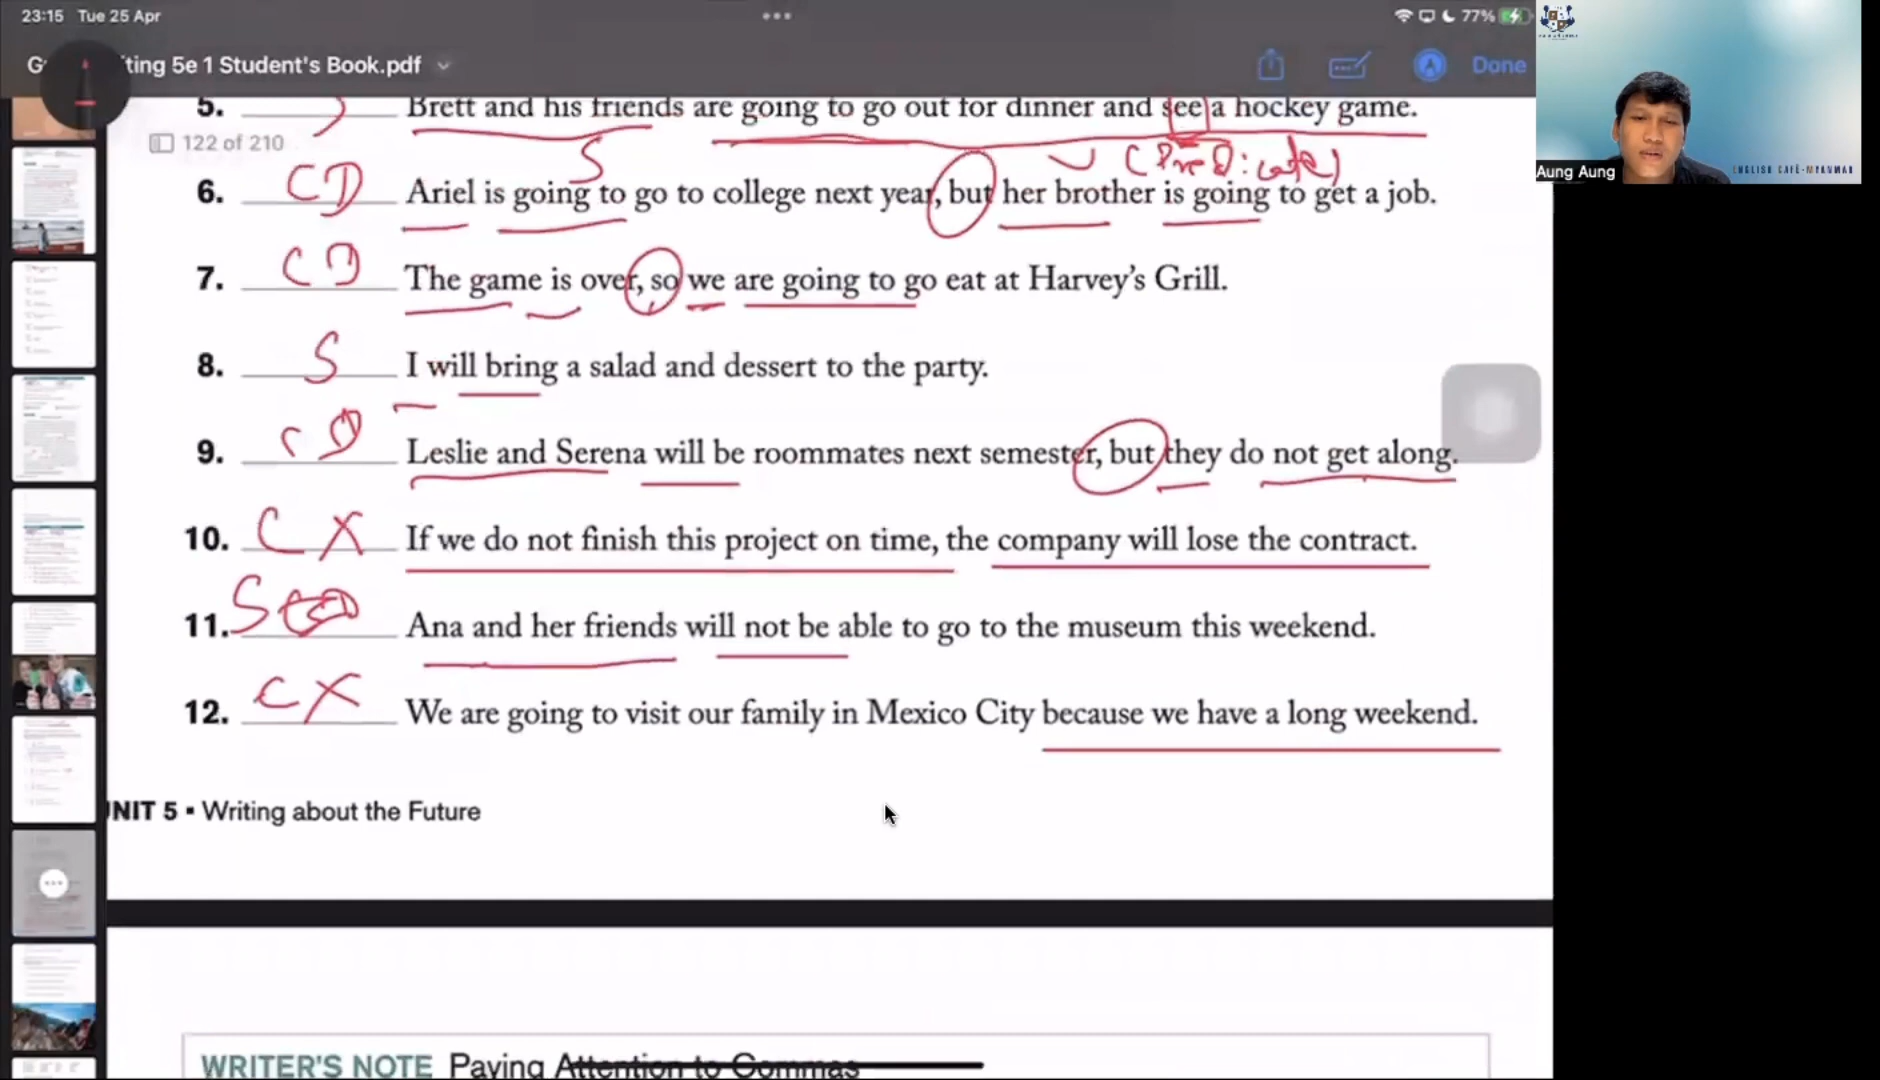 23:15 Tue 25 Apr
77%
G ting 5e 1 Student's Book.pdf
Done
5. Brett and his friends are going to go out for dinner and see a hockey game.
122 of 210
S
(Predicate)
6. CD Ariel is going to go to college next year, but her brother is going to get a job.
7. CD The game is over, so we are going to go eat at Harvey's Grill.
8. S I will bring a salad and dessert to the party.
9. CD Leslie and Serena will be roommates next semester, but they do not get along.
10. CX If we do not finish this project on time, the company will lose the contract.
11. S Ana and her friends will not be able to go to the museum this weekend.
12. CX We are going to visit our family in Mexico City because we have a long weekend.
NIT 5 • Writing about the Future
WRITER'S NOTE Paying Attention to Commas
Aung Aung
ENGLISH CAFÉ-MYANMAR